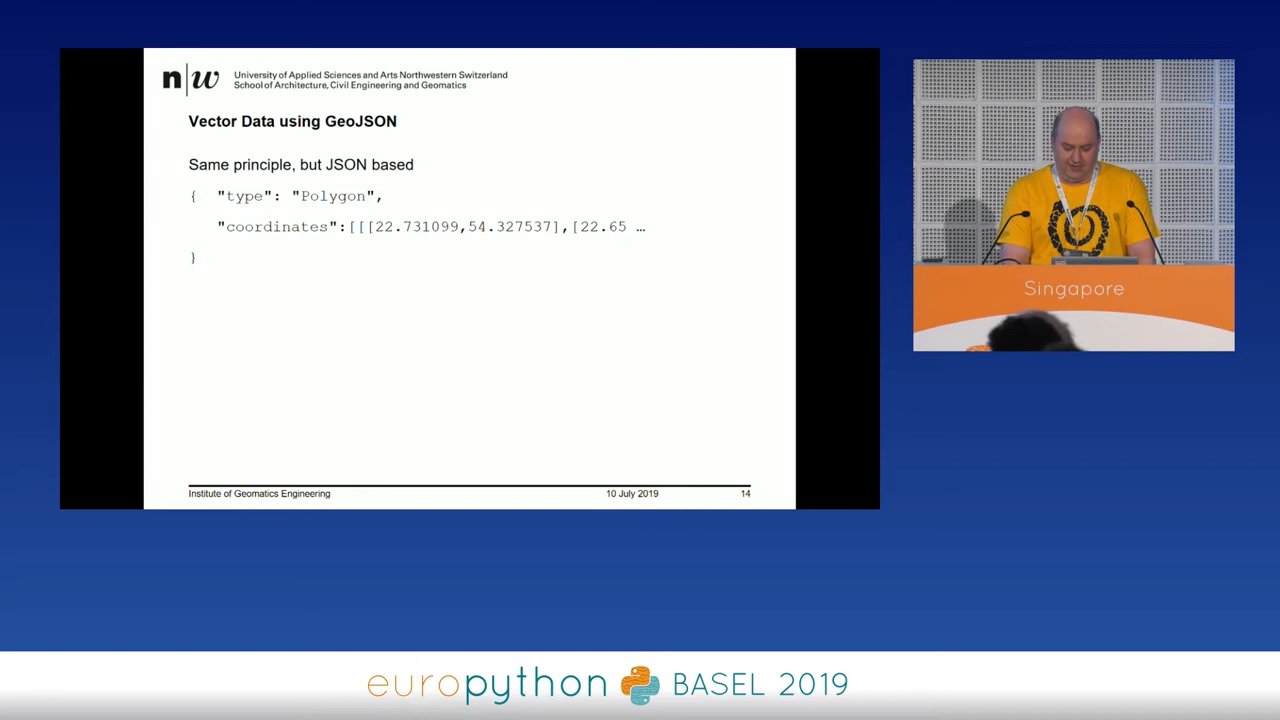 n|w University of Applied Sciences and Arts Northwestern Switzerland
School of Architecture, Civil Engineering and Geomatics
Vector Data using GeoJSON
Same principle, but JSON based
{ "type": "Polygon",
"coordinates":[[[22.731099,54.327537],[22.65 …
}
Institute of Geomatics Engineering 10 July 2019 14
Singapore
europython BASEL 2019